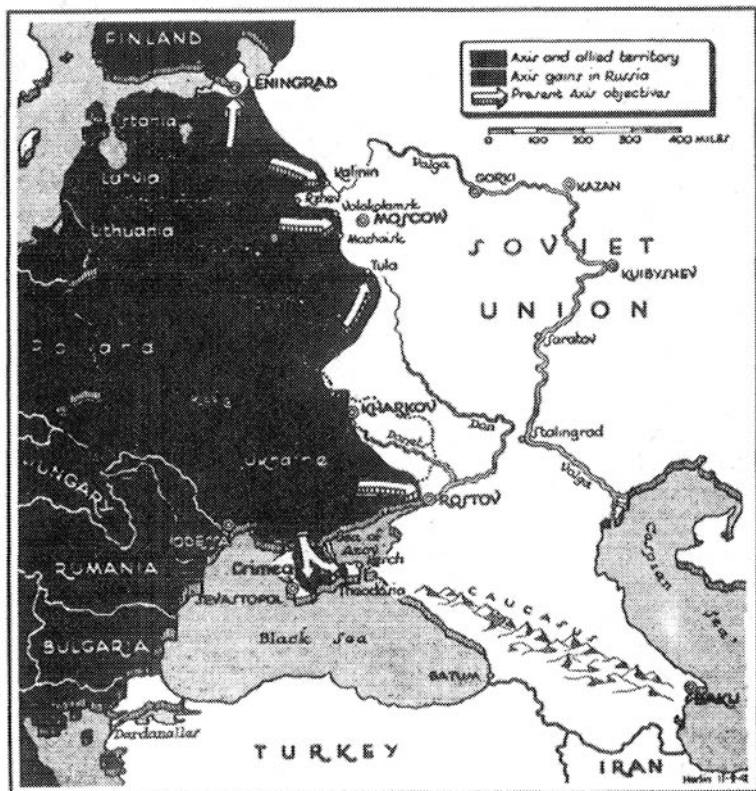 FINLAND
LENINGRAD
Axis and allied territory
Axis gains in Russia
Present Axis objectives
0 100 200 300 400 MILES
Estonia
Latvia
Lithuania
Kalinin
Rzhev
Volokolamsk
MOSCOW
Mozhaisk
Volga
GORKI
KAZAN
SOVIET
UNION
KUIBYSHEV
Tula
Saratov
KHARKOV
Don
Donet
Stalingrad
Volga
Ukraine
ROSTOV
HUNGARY
ODESSA
Sea of
Azov
Kerch
Crimea
Theodosia
SEVASTOPOL
RUMANIA
BULGARIA
Black Sea
CAUCASUS
Caspian
Sea
BATUM
BAKU
Dardanelles
TURKEY
IRAN